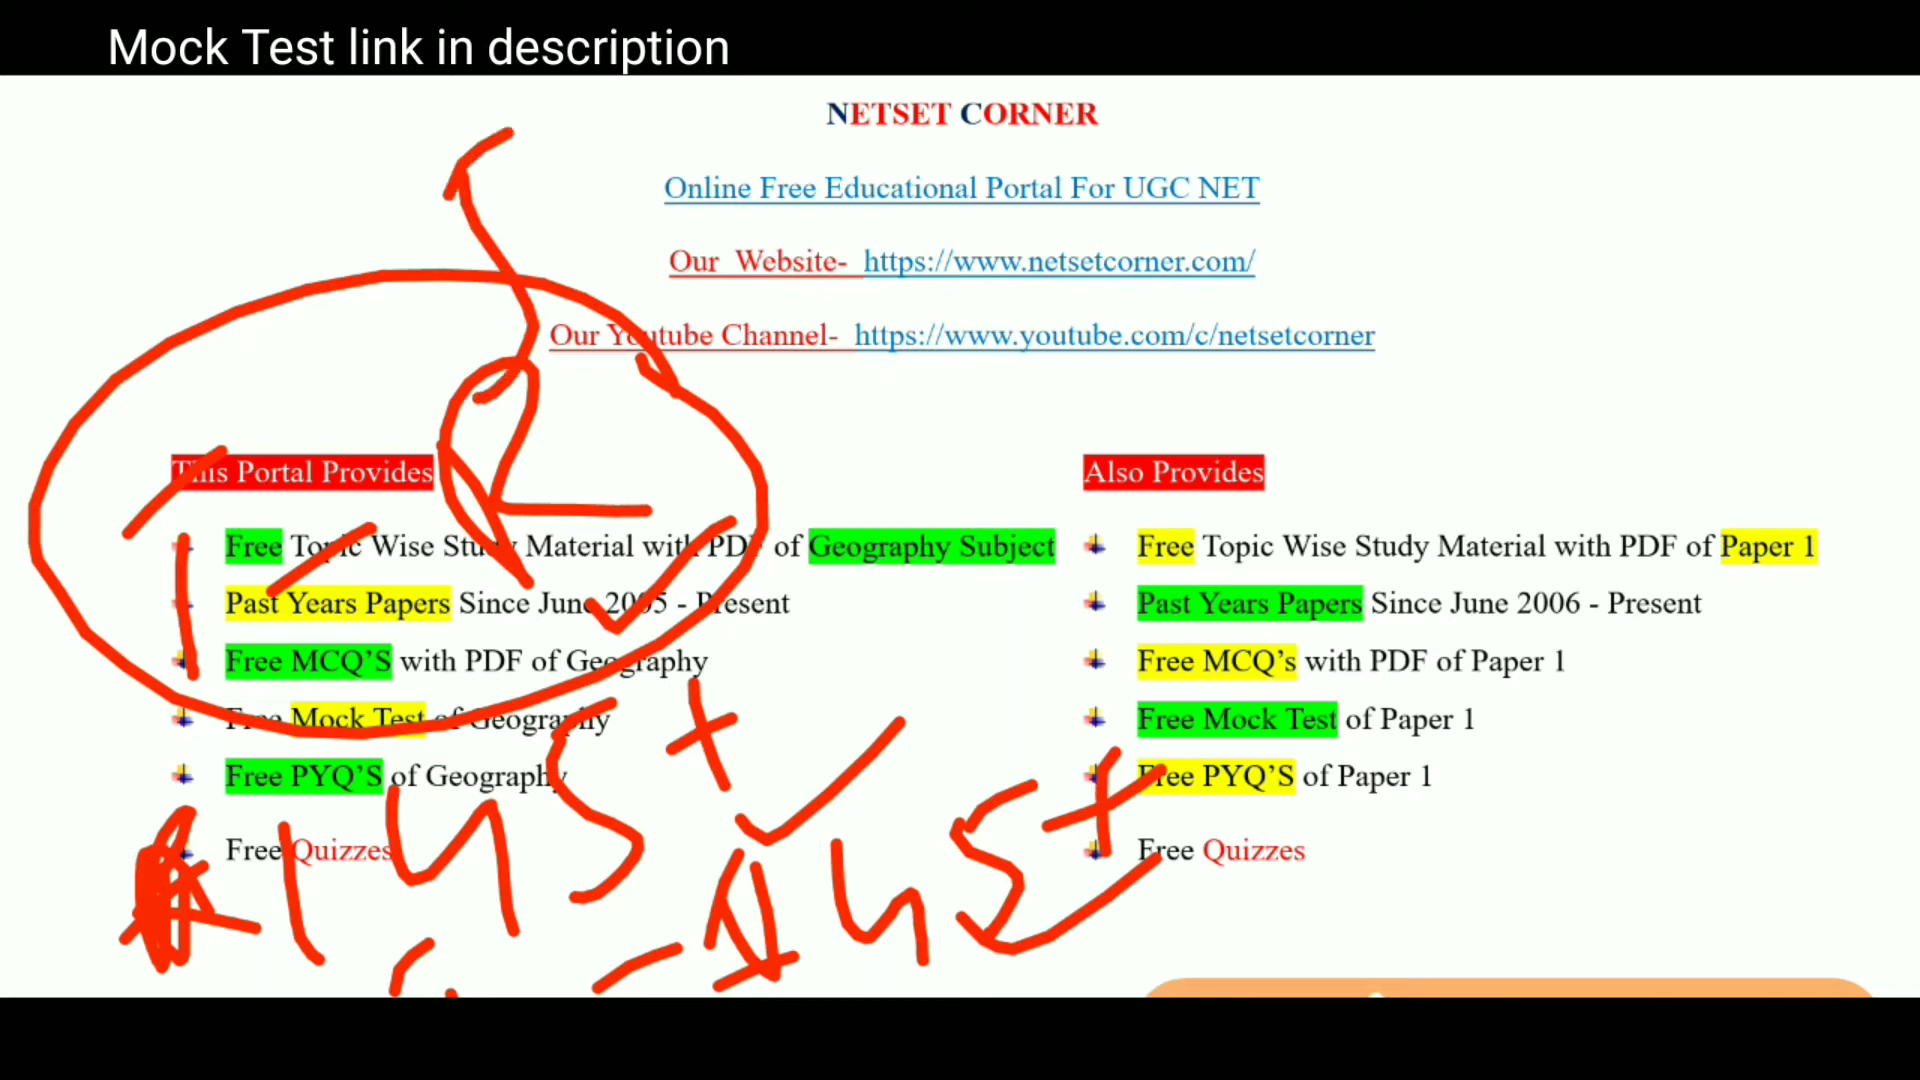 Mock Test link in description
NETSET CORNER
Online Free Educational Portal For UGC NET
Our Website- https://www.netsetcorner.com/
Our Youtube Channel- https://www.youtube.com/c/netsetcorner
This Portal Provides
Free Topic Wise Study Material with PDF of Geography Subject
Past Years Papers Since June 2005 - Present
Free MCQ'S with PDF of Geography
Free Mock Test of Geography
Free PYQ'S of Geography
Free Quizzes
Also Provides
Free Topic Wise Study Material with PDF of Paper 1
Past Years Papers Since June 2006 - Present
Free MCQ's with PDF of Paper 1
Free Mock Test of Paper 1
Free PYQ'S of Paper 1
Free Quizzes